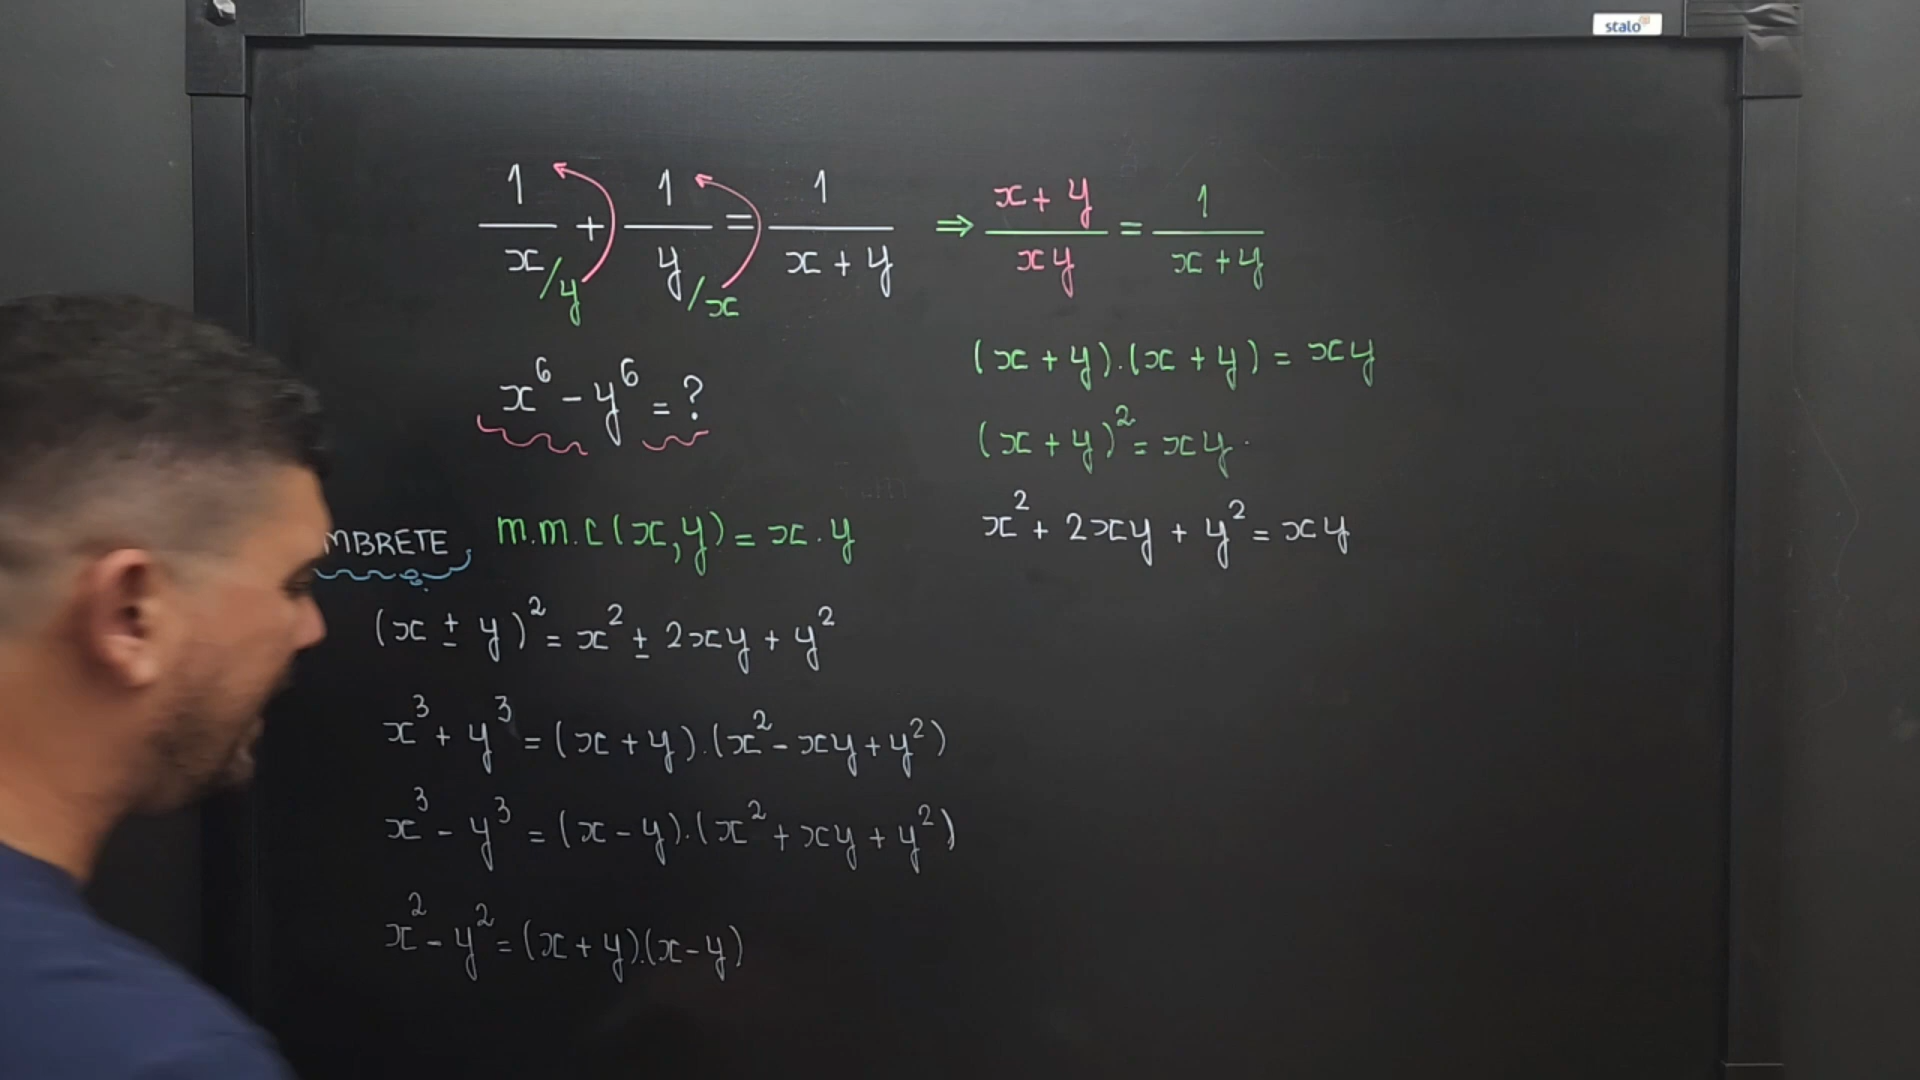 stalo
1/x /y + 1/y /x = 1/(x + y) ⇒ (x + y)/(xy) = 1/(x + y)
(x + y).(x + y) = xy
x⁶ - y⁶ = ?
(x + y)² = xy
MBRETE m.m.c(x,y) = x.y
x² + 2xy + y² = xy
(x ± y)² = x² ± 2xy + y²
x³ + y³ = (x + y).(x² - xy + y²)
x³ - y³ = (x - y).(x² + xy + y²)
x² - y² = (x + y).(x - y)